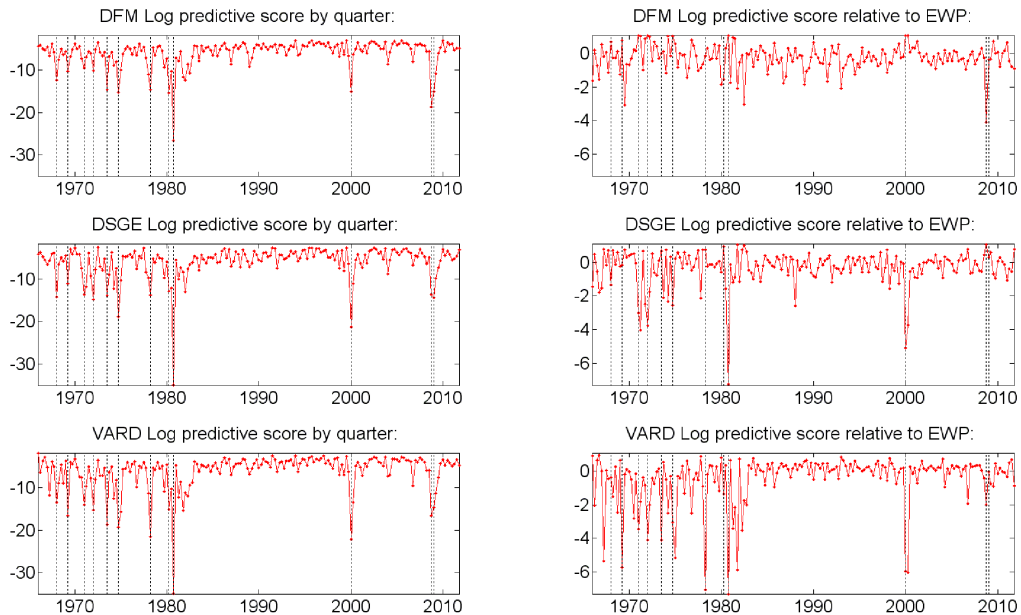 DFM Log predictive score by quarter:
-10
-20
-30
1970 1980 1990 2000 2010
DFM Log predictive score relative to EWP:
0
-2
-4
-6
1970 1980 1990 2000 2010
DSGE Log predictive score by quarter:
-10
-20
-30
1970 1980 1990 2000 2010
DSGE Log predictive score relative to EWP:
0
-2
-4
-6
1970 1980 1990 2000 2010
VARD Log predictive score by quarter:
-10
-20
-30
1970 1980 1990 2000 2010
VARD Log predictive score relative to EWP:
0
-2
-4
-6
1970 1980 1990 2000 2010